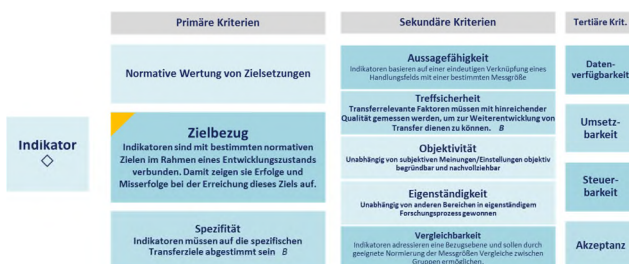 Primäre Kriterien
Sekundäre Kriterien
Tertiäre Krit.
Indikator
Normative Wertung von Zielsetzungen
Zielbezug
Indikatoren sind mit bestimmten normativen
Zielen im Rahmen eines Entwicklungszustands
verbunden. Damit zeigen sie Erfolge und
Misserfolge bei der Erreichung dieses Ziels auf.
Spezifität
Indikatoren müssen auf die spezifischen
Transferziele abgestimmt sein B
Aussagefähigkeit
Indikatoren basieren auf einer eindeutigen Verknüpfung eines
Handlungsfelds mit einer bestimmten Messgröße
Treffsicherheit
Transferrelevante Faktoren müssen mit hinreichender
Qualität gemessen werden, um zur Weiterentwicklung von
Transfer dienen zu können. B
Objektivität
Unabhängig von subjektiven Meinungen/Einstellungen objektiv
begründbar und nachvollziehbar
Eigenständigkeit
Unabhängig von anderen Bereichen in eigenständigem
Forschungsprozess gewonnen
Vergleichbarkeit
Indikatoren adressieren eine Bezugsebene und sollen durch
geeignete Normierung der Messgrößen Vergleiche zwischen
Gruppen ermöglichen.
Daten-
verfügbarkeit
Umsetz-
barkeit
Steuer-
barkeit
Akzeptanz